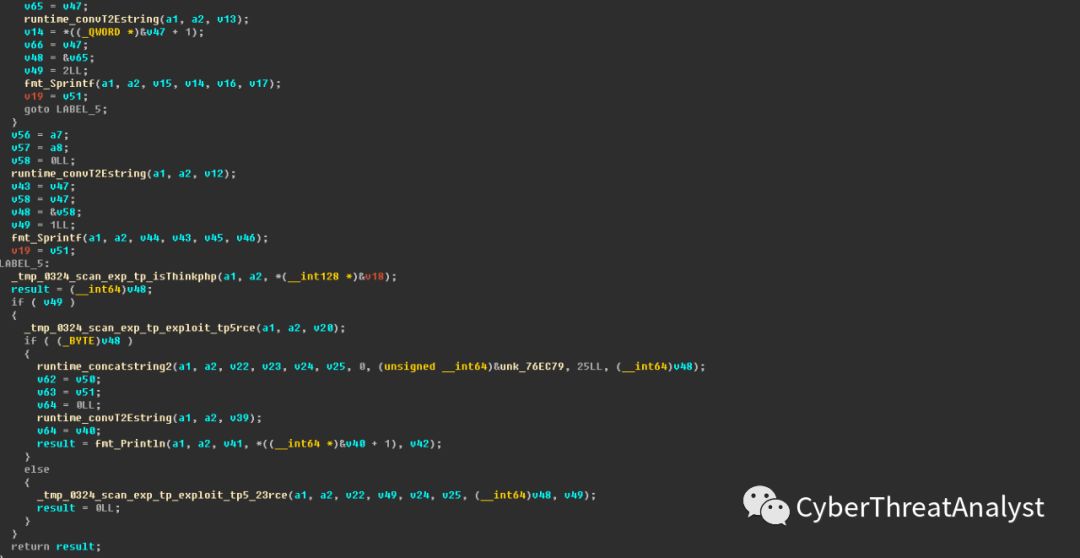 v65 = v47;
runtime_convT2Estring(a1, a2, v13);
v14 = *((_QWORD *)&v47 + 1);
v66 = v47;
v48 = &v65;
v49 = 2LL;
fmt_Sprintf(a1, a2, v15, v14, v16, v17);
v19 = v51;
goto LABEL_5;
}
v56 = a7;
v57 = a8;
v58 = 0LL;
runtime_convT2Estring(a1, a2, v12);
v43 = v47;
v58 = v47;
v48 = &v58;
v49 = 1LL;
fmt_Sprintf(a1, a2, v44, v43, v45, v46);
v19 = v51;
LABEL_5:
_tmp_0324_scan_exp_tp_isThinkphp(a1, a2, *(__int128 *)&v18);
result = (__int64)v48;
if ( v49 )
{
_tmp_0324_scan_exp_tp_exploit_tp5rce(a1, a2, v20);
if ( (_BYTE)v48 )
{
runtime_concatstring2(a1, a2, v22, v23, v24, v25, 0, (unsigned __int64)&unk_76EC79, 25LL, (__int64)v48);
v62 = v50;
v63 = v51;
v64 = 0LL;
runtime_convT2Estring(a1, a2, v39);
v64 = v40;
result = fmt_Println(a1, a2, v41, *((__int64 *)&v40 + 1), v42);
}
else
{
_tmp_0324_scan_exp_tp_exploit_tp5_23rce(a1, a2, v22, v49, v24, v25, (__int64)v48, v49);
result = 0LL;
}
}
return result;
CyberThreatAnalyst